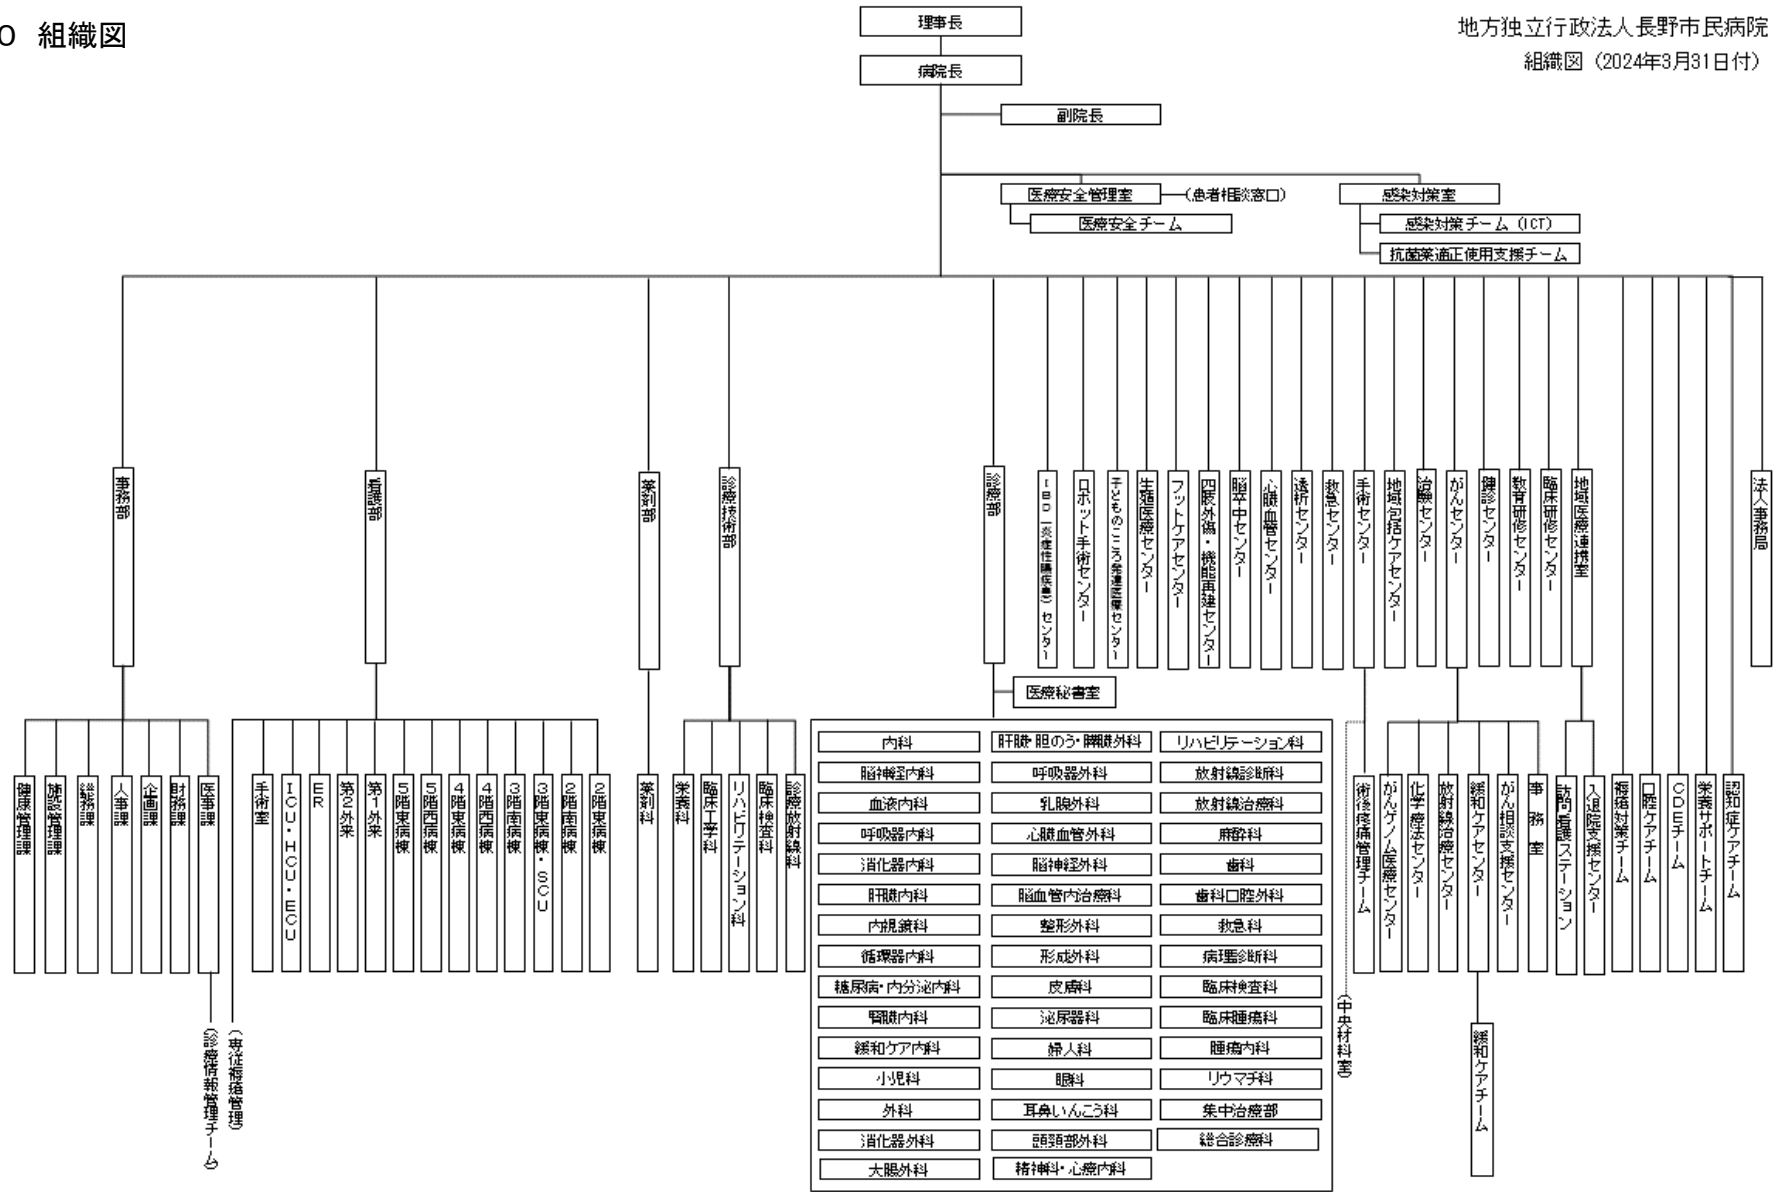 O 組織図
地方独立行政法人長野市民病院
組織図（2024年3月31日付）
理事長
病院長
副院長
医療安全管理室
（患者相談窓口）
医療安全チーム
感染対策室
感染対策チーム（ICT）
抗菌薬適正使用支援チーム
事務部
看護部
薬剤部
診療技術部
診療部
IBD（炎症性腸疾患）センター
ロボット手術センター
子どものこころ発達医療センター
生殖医療センター
フットケアセンター
四肢外傷・機能再建センター
脳卒中センター
心臓血管センター
透析センター
救急センター
手術センター
地域包括ケアセンター
治験センター
がんセンター
健診センター
教育研修センター
臨床研修センター
地域医療連携室
法人事務局
医療秘書室
健康管理課
施設管理課
総務課
人事課
企画課
財務課
医事課
（診療情報管理チーム）
（専従褥瘡管理）
手術室
ICU・HCU・ECU
ER
第2外来
第1外来
5階東病棟
5階西病棟
4階東病棟
4階西病棟
3階南病棟
3階東病棟・SCU
2階南病棟
2階東病棟
薬剤科
栄養科
臨床工学科
リハビリテーション科
臨床検査科
診療放射線科
内科
脳神経内科
血液内科
呼吸器内科
消化器内科
肝臓内科
内視鏡科
循環器内科
糖尿病・内分泌内科
腎臓内科
緩和ケア内科
小児科
外科
消化器外科
大腸外科
肝臓・胆のう・膵臓外科
呼吸器外科
乳腺外科
心臓血管外科
脳神経外科
脳血管内治療科
整形外科
形成外科
皮膚科
泌尿器科
婦人科
眼科
耳鼻いんこう科
頭頸部外科
精神科・心療内科
リハビリテーション科
放射線診断科
放射線治療科
麻酔科
歯科
歯科口腔外科
救急科
病理診断科
臨床検査科
臨床腫瘍科
腫瘍内科
リウマチ科
集中治療部
総合診療科
（中央材料室）
術後疼痛管理チーム
がんゲノム医療センター
化学療法センター
放射線治療センター
緩和ケアセンター
緩和ケアチーム
がん相談支援センター
事務室
訪問看護ステーション
入退院支援センター
褥瘡対策チーム
口腔ケアチーム
CDEチーム
栄養サポートチーム
認知症ケアチーム